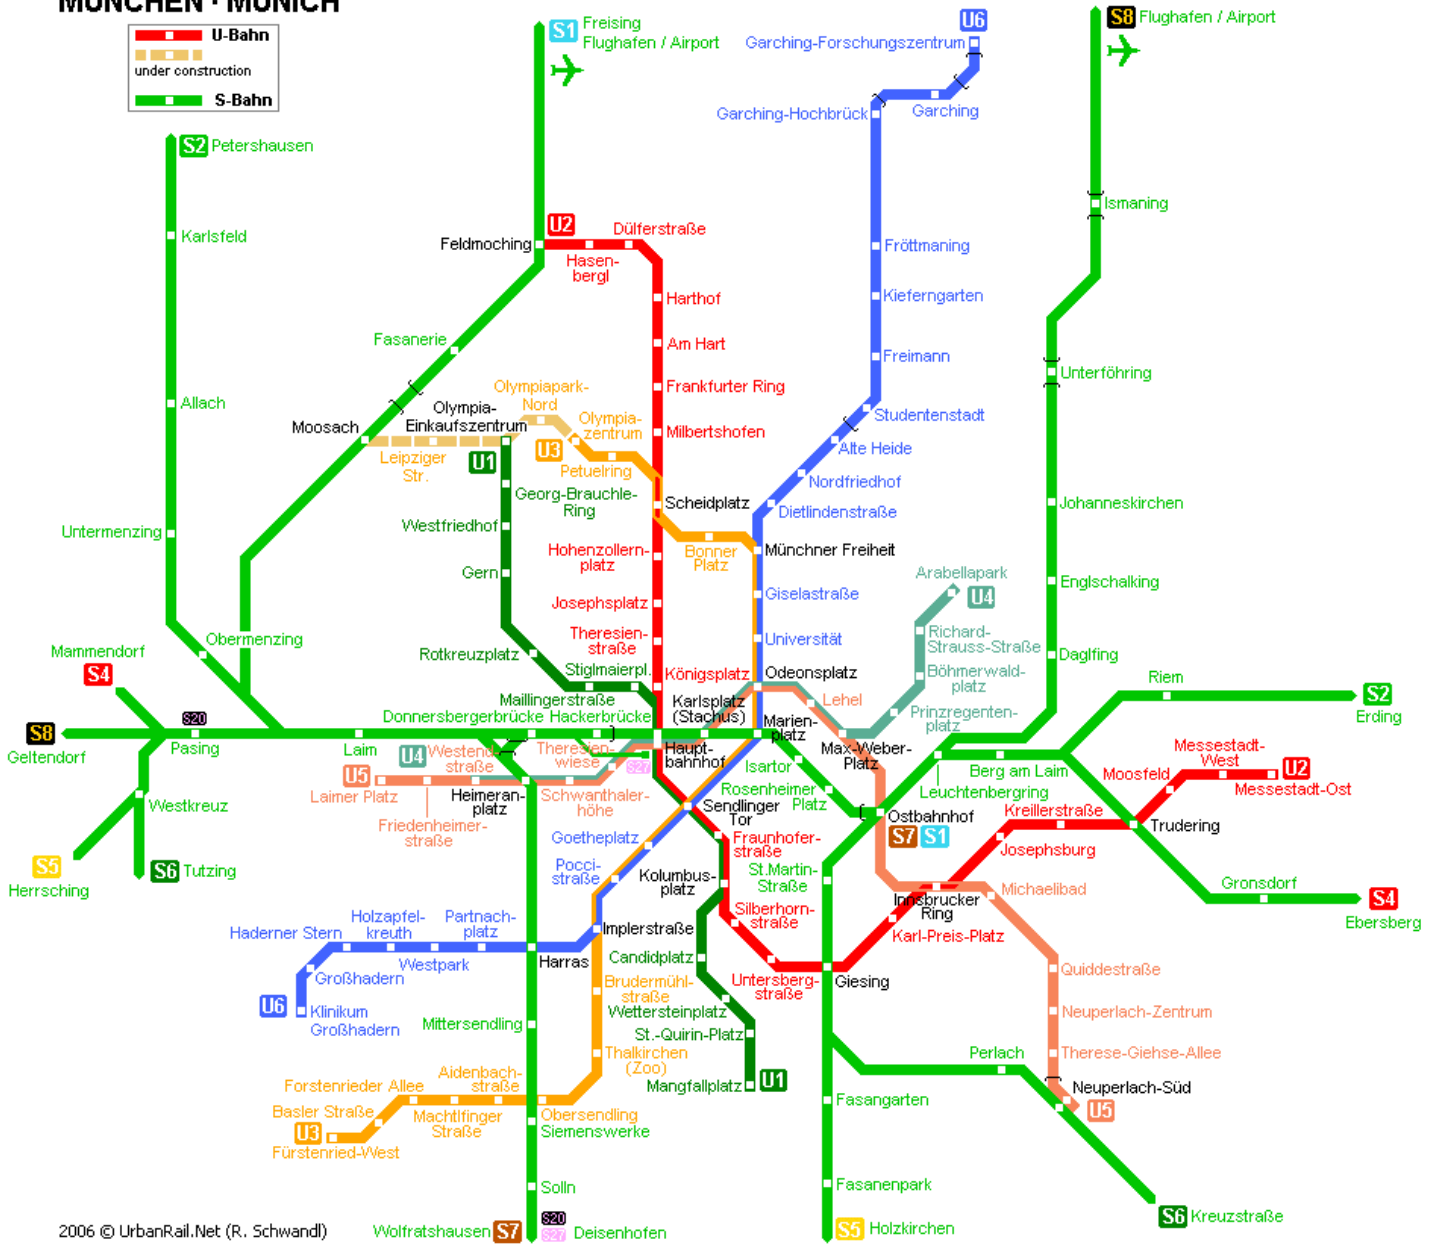 MÜNCHEN · MUNICH
U-Bahn
under construction
S-Bahn
S1 Freising
Flughafen / Airport
U6
Garching-Forschungszentrum
S8 Flughafen / Airport
Garching-Hochbrück
Garching
S2 Petershausen
Ismaning
Karlsfeld
Feldmoching
U2
Dülferstraße
Hasen-
bergl
Fröttmaning
Harthof
Kieferngarten
Fasanerie
Am Hart
Freimann
Unterföhring
Frankfurter Ring
Allach
Olympiapark-
Nord
Olympia-
Einkaufszentrum
Olympia-
zentrum
Studentenstadt
Moosach
Milbertshofen
Alte Heide
Leipziger
Str.
U1
U3
Petuelring
Nordfriedhof
Georg-Brauchle-
Ring
Scheidplatz
Dietlindenstraße
Johanneskirchen
Untermenzing
Westfriedhof
Hohenzollern-
platz
Bonner
Platz
Münchner Freiheit
Gern
Arabellapark
U4
Englschalking
Giselastraße
Josephsplatz
Theresien-
straße
Universität
Richard-
Strauss-Straße
Obermenzing
Mammendorf
S4
Rotkreuzplatz
Stiglmaierpl.
Königsplatz
Odeonsplatz
Böhmerwald-
platz
Daglfing
Riem
S2
Erding
Maillingerstraße
Karlsplatz
(Stachus)
Lehel
Prinzregenten-
platz
S8
Geltendorf
S20
Pasing
Laim
Donnersbergerbrücke
Hackerbrücke
Marien-
platz
Max-Weber-
Platz
U4
Westend-
straße
Theresien-
wiese
S27
Haupt-
bahnhof
Isartor
Berg am Laim
Leuchtenbergring
Messestadt-
West
U2
Messestadt-Ost
Moosfeld
U5
Laimer Platz
Friedenheimer-
straße
Heimeran-
platz
Schwanthaler-
höhe
Rosenheimer
Platz
Westkreuz
Sendlinger
Tor
Ostbahnhof
S7 S1
Kreillerstraße
Trudering
Josephsburg
Goetheplatz
Fraunhofer-
straße
S5
Herrsching
S6 Tutzing
Pocci-
straße
Kolumbus-
platz
St.Martin-
Straße
Innsbrucker
Ring
Michaelibad
Gronsdorf
S4
Ebersberg
Haderner Stern
Holzapfel-
kreuth
Partnach-
platz
Implerstraße
Silberhorn-
straße
Karl-Preis-Platz
Westpark
Harras
Candidplatz
Großhadern
Untersberg-
straße
Giesing
Quiddestraße
U6
Klinikum
Großhadern
Brudermühl-
straße
Wettersteinplatz
Neuperlach-Zentrum
Mittersendling
St.-Quirin-Platz
Thalkirchen
(Zoo)
Perlach
Therese-Giehse-Allee
Forstenrieder Allee
Aidenbach-
straße
Mangfallplatz
U1
Neuperlach-Süd
U5
Basler Straße
Machtlfinger
Straße
Obersendling
Siemenswerke
Fasangarten
U3
Fürstenried-West
Solln
Fasanenpark
2006 © UrbanRail.Net (R. Schwandl)
Wolfratshausen S7
S20
S27 Deisenhofen
S5 Holzkirchen
S6 Kreuzstraße